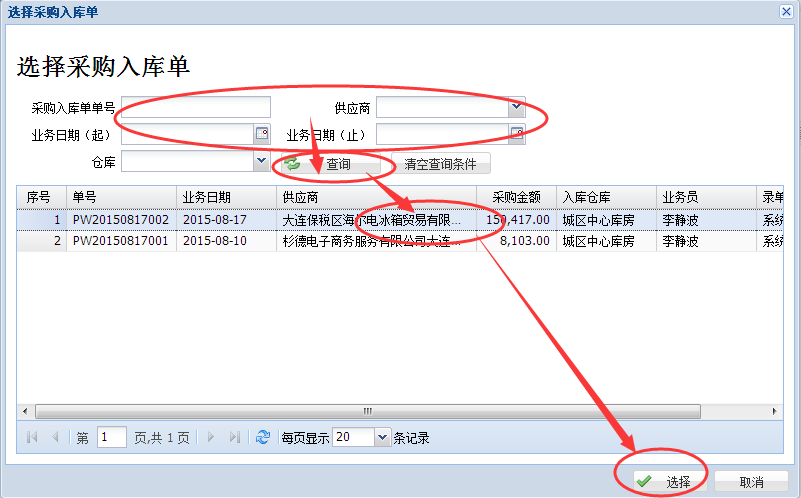 选择采购入库单
选择采购入库单
采购入库单单号 供应商
业务日期（起） 业务日期（止）
仓库 查询 清空查询条件
序号 单号 业务日期 供应商 采购金额 入库仓库 业务员 录单
1 PW20150817002 2015-08-17 大连保税区海尔电冰箱贸易有限... 150,417.00 城区中心库房 李静波 系统
2 PW20150817001 2015-08-10 杉德电子商务服务有限公司大连... 8,103.00 城区中心库房 李静波 系统
第 1 页,共 1 页 每页显示 20 条记录
选择 取消